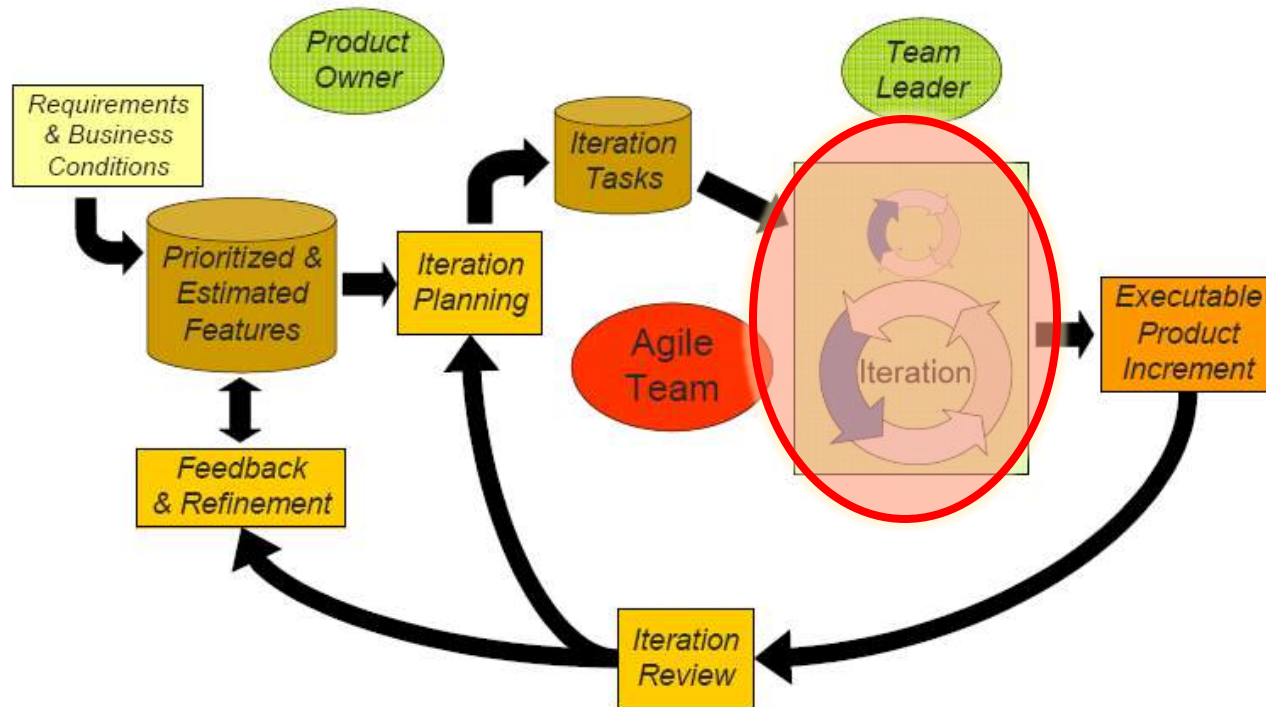 Product
Owner
Team
Leader
Requirements
& Business
Conditions
Iteration
Tasks
Prioritized &
Estimated
Features
Iteration
Planning
Executable
Product
Increment
Agile
Team
Iteration
Feedback
& Refinement
Iteration
Review